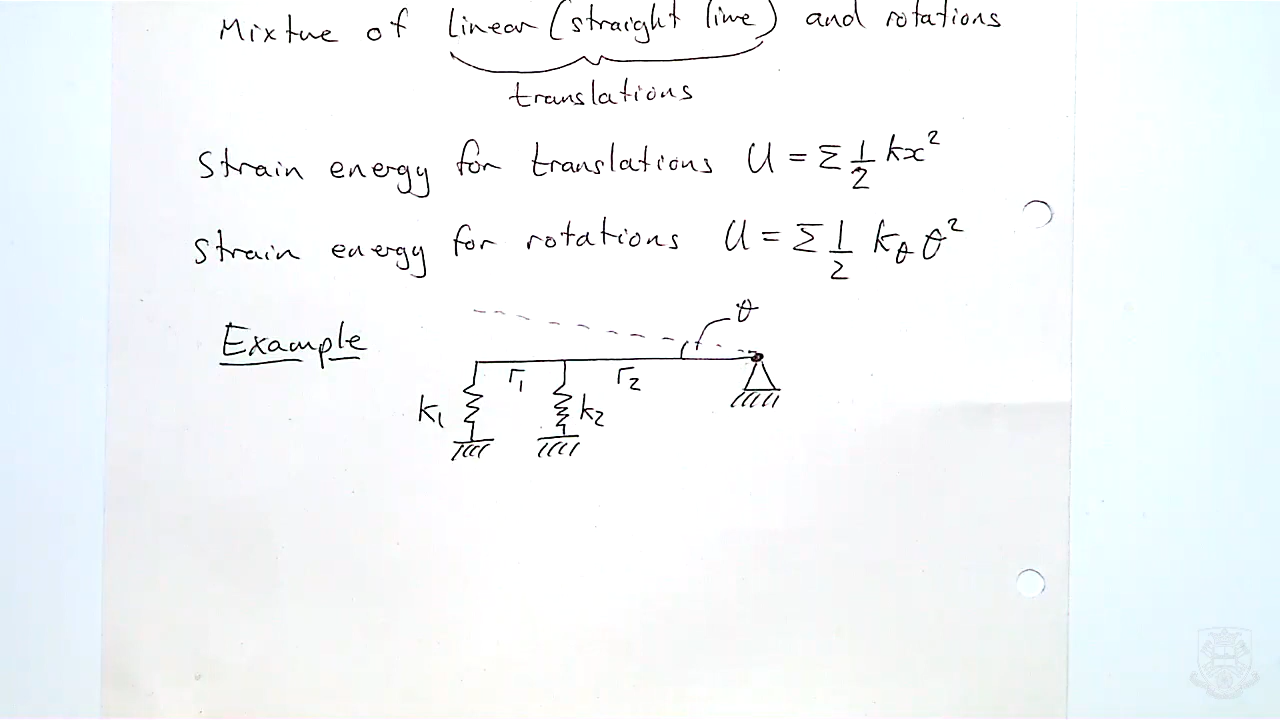 Mixture of linear (straight line) and rotations
translations
Strain energy for translations U = Σ 1/2 kx²
Strain energy for rotations U = Σ 1/2 k_θ θ²
Example
θ
r₁ r₂
k₁ k₂